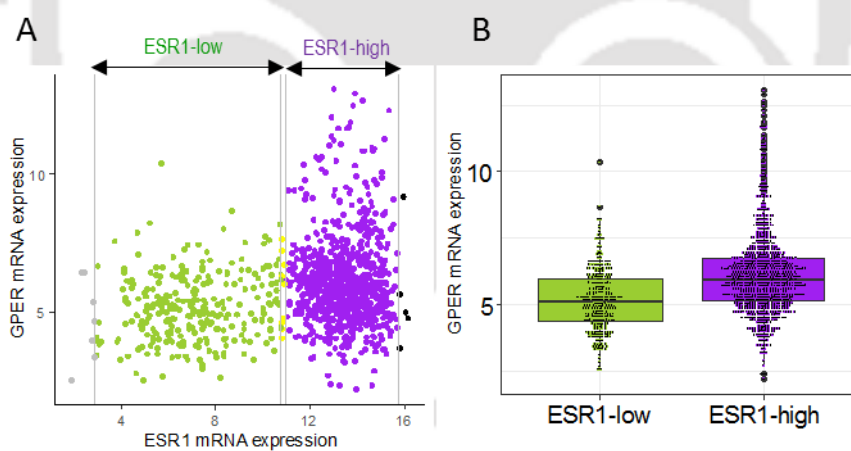 A
B
ESR1-low
ESR1-high
GPER mRNA expression
10
5
4
8
12
16
ESR1 mRNA expression
GPER mRNA expression
10
5
ESR1-low
ESR1-high